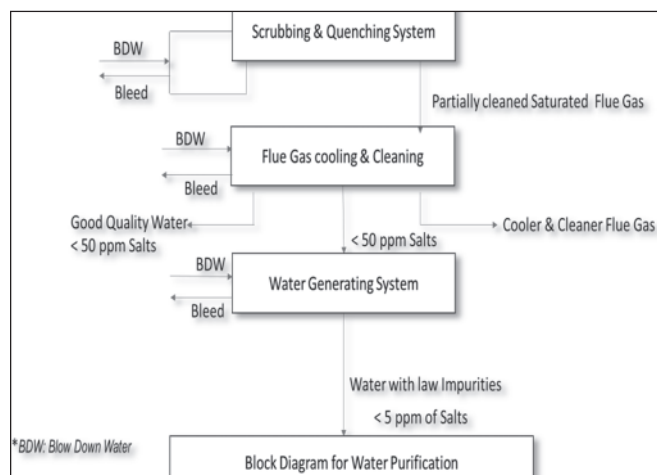 Scrubbing & Quenching System
BDW
Bleed
Partially cleaned Saturated Flue Gas
BDW
Flue Gas cooling & Cleaning
Bleed
Good Quality Water
< 50 ppm Salts
Cooler & Cleaner Flue Gas
< 50 ppm Salts
BDW
Water Generating System
Bleed
Water with law Impurities
< 5 ppm of Salts
*BDW: Blow Down Water
Block Diagram for Water Purification